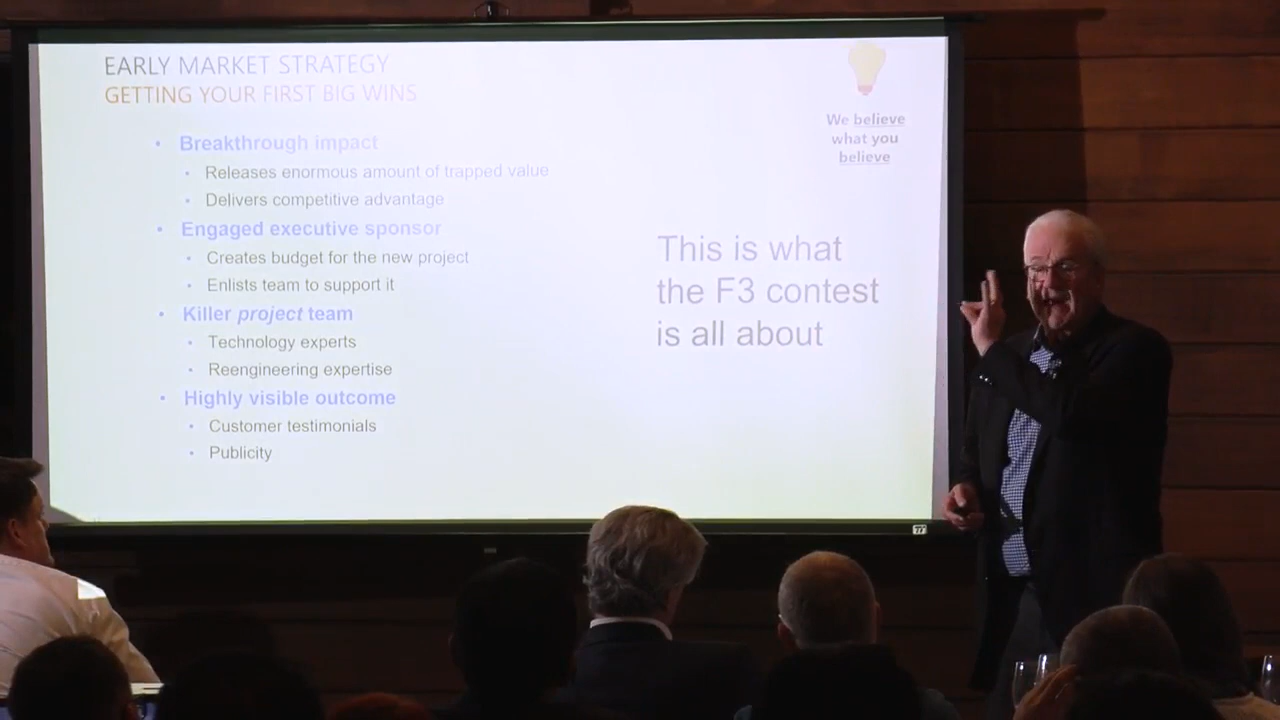 EARLY MARKET STRATEGY
GETTING YOUR FIRST BIG WINS
We believe
what you
believe
• Breakthrough impact
• Releases enormous amount of trapped value
• Delivers competitive advantage
• Engaged executive sponsor
• Creates budget for the new project
• Enlists team to support it
• Killer project team
• Technology experts
• Reengineering expertise
• Highly visible outcome
• Customer testimonials
• Publicity
This is what
the F3 contest
is all about